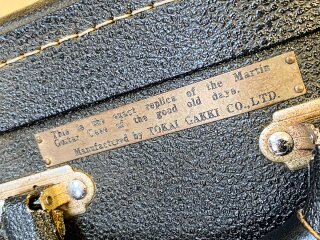 This is the exact replica of the Martin
Guitar Case of the good old days.
Manufactured by TOKAI GAKKI CO.,LTD.